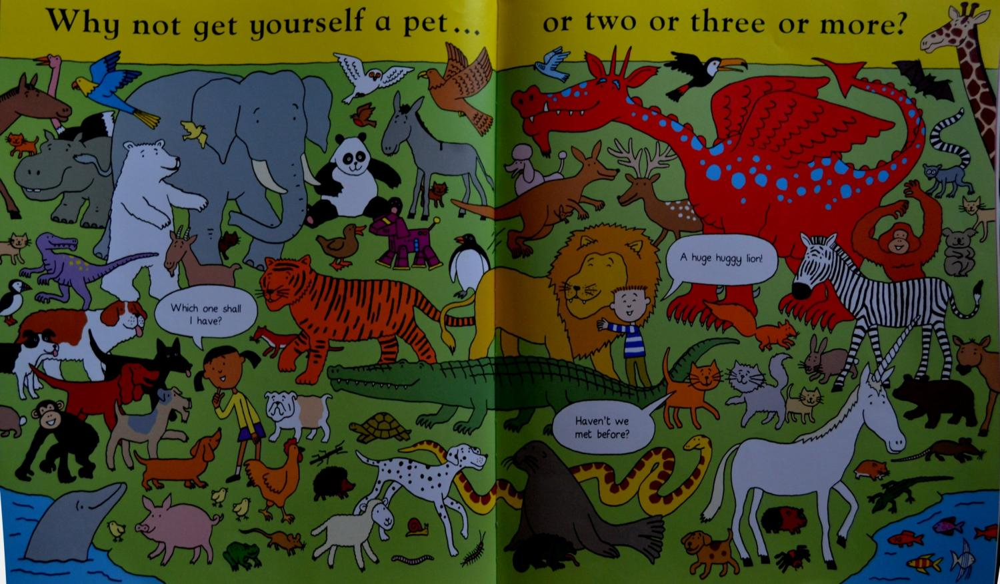 Why not get yourself a pet... or two or three or more?
A huge huggy lion!
Which one shall
I have?
Haven't we
met before?